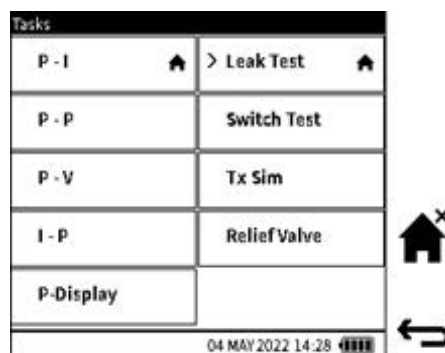 Tasks
P - I
> Leak Test
P - P
Switch Test
P - V
Tx Sim
I - P
Relief Valve
P-Display
04 MAY 2022 14:28